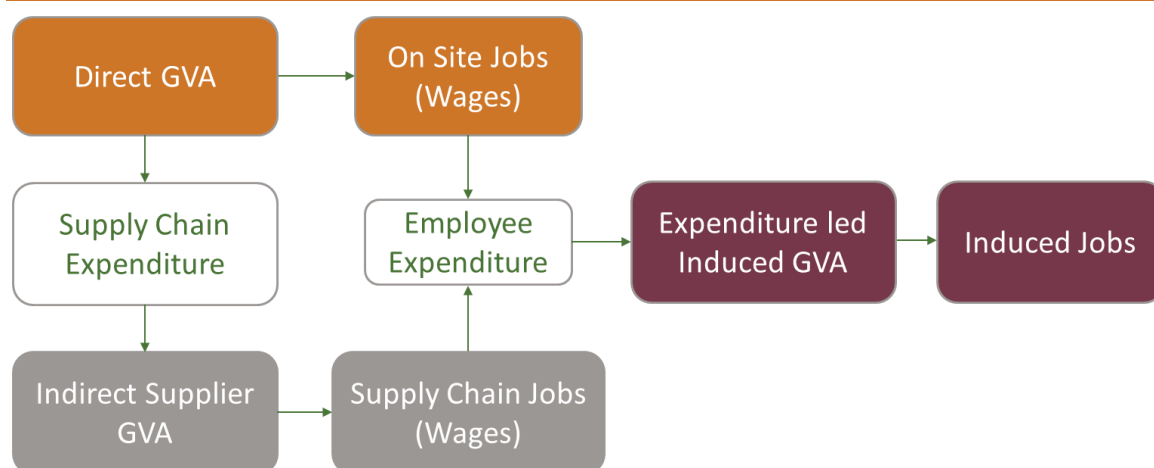 Direct GVA
On Site Jobs
(Wages)
Supply Chain
Expenditure
Employee
Expenditure
Expenditure led
Induced GVA
Induced Jobs
Indirect Supplier
GVA
Supply Chain Jobs
(Wages)